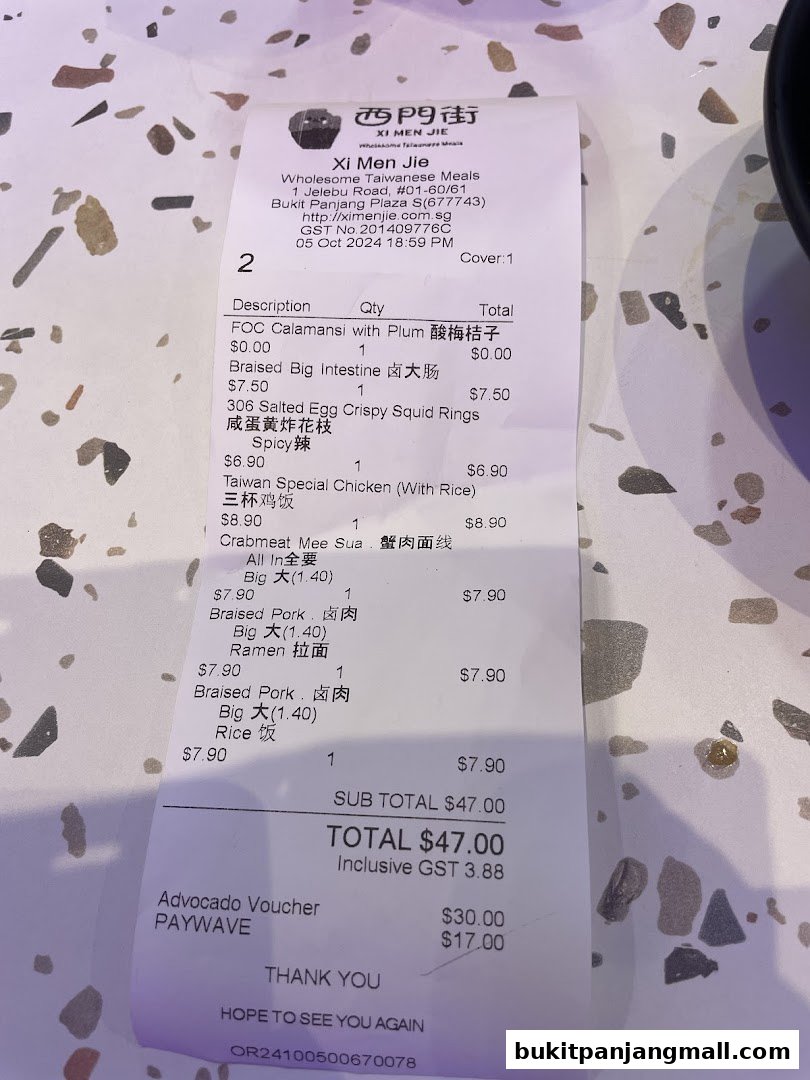 西門街
XI MEN JIE
Wholesome Taiwanese Meals
Xi Men Jie
Wholesome Taiwanese Meals
1 Jelebu Road, #01-60/61
Bukit Panjang Plaza S(677743)
http://ximenjie.com.sg
GST No.201409776C
05 Oct 2024 18:59 PM
2 Cover:1
Description Qty Total
FOC Calamansi with Plum 酸梅桔子
$0.00 1 $0.00
Braised Big Intestine 卤大肠
$7.50 1 $7.50
306 Salted Egg Crispy Squid Rings
咸蛋黄炸花枝
Spicy辣
$6.90 1 $6.90
Taiwan Special Chicken (With Rice)
三杯鸡饭
$8.90 1 $8.90
Crabmeat Mee Sua . 蟹肉面线
All In全要
Big 大(1.40)
$7.90 1 $7.90
Braised Pork . 卤肉
Big 大(1.40)
Ramen 拉面
$7.90 1 $7.90
Braised Pork . 卤肉
Big 大(1.40)
Rice 饭
$7.90 1 $7.90
SUB TOTAL $47.00
TOTAL $47.00
Inclusive GST 3.88
Advocado Voucher $30.00
PAYWAVE $17.00
THANK YOU
HOPE TO SEE YOU AGAIN
OR24100500670078
bukitpanjangmall.com